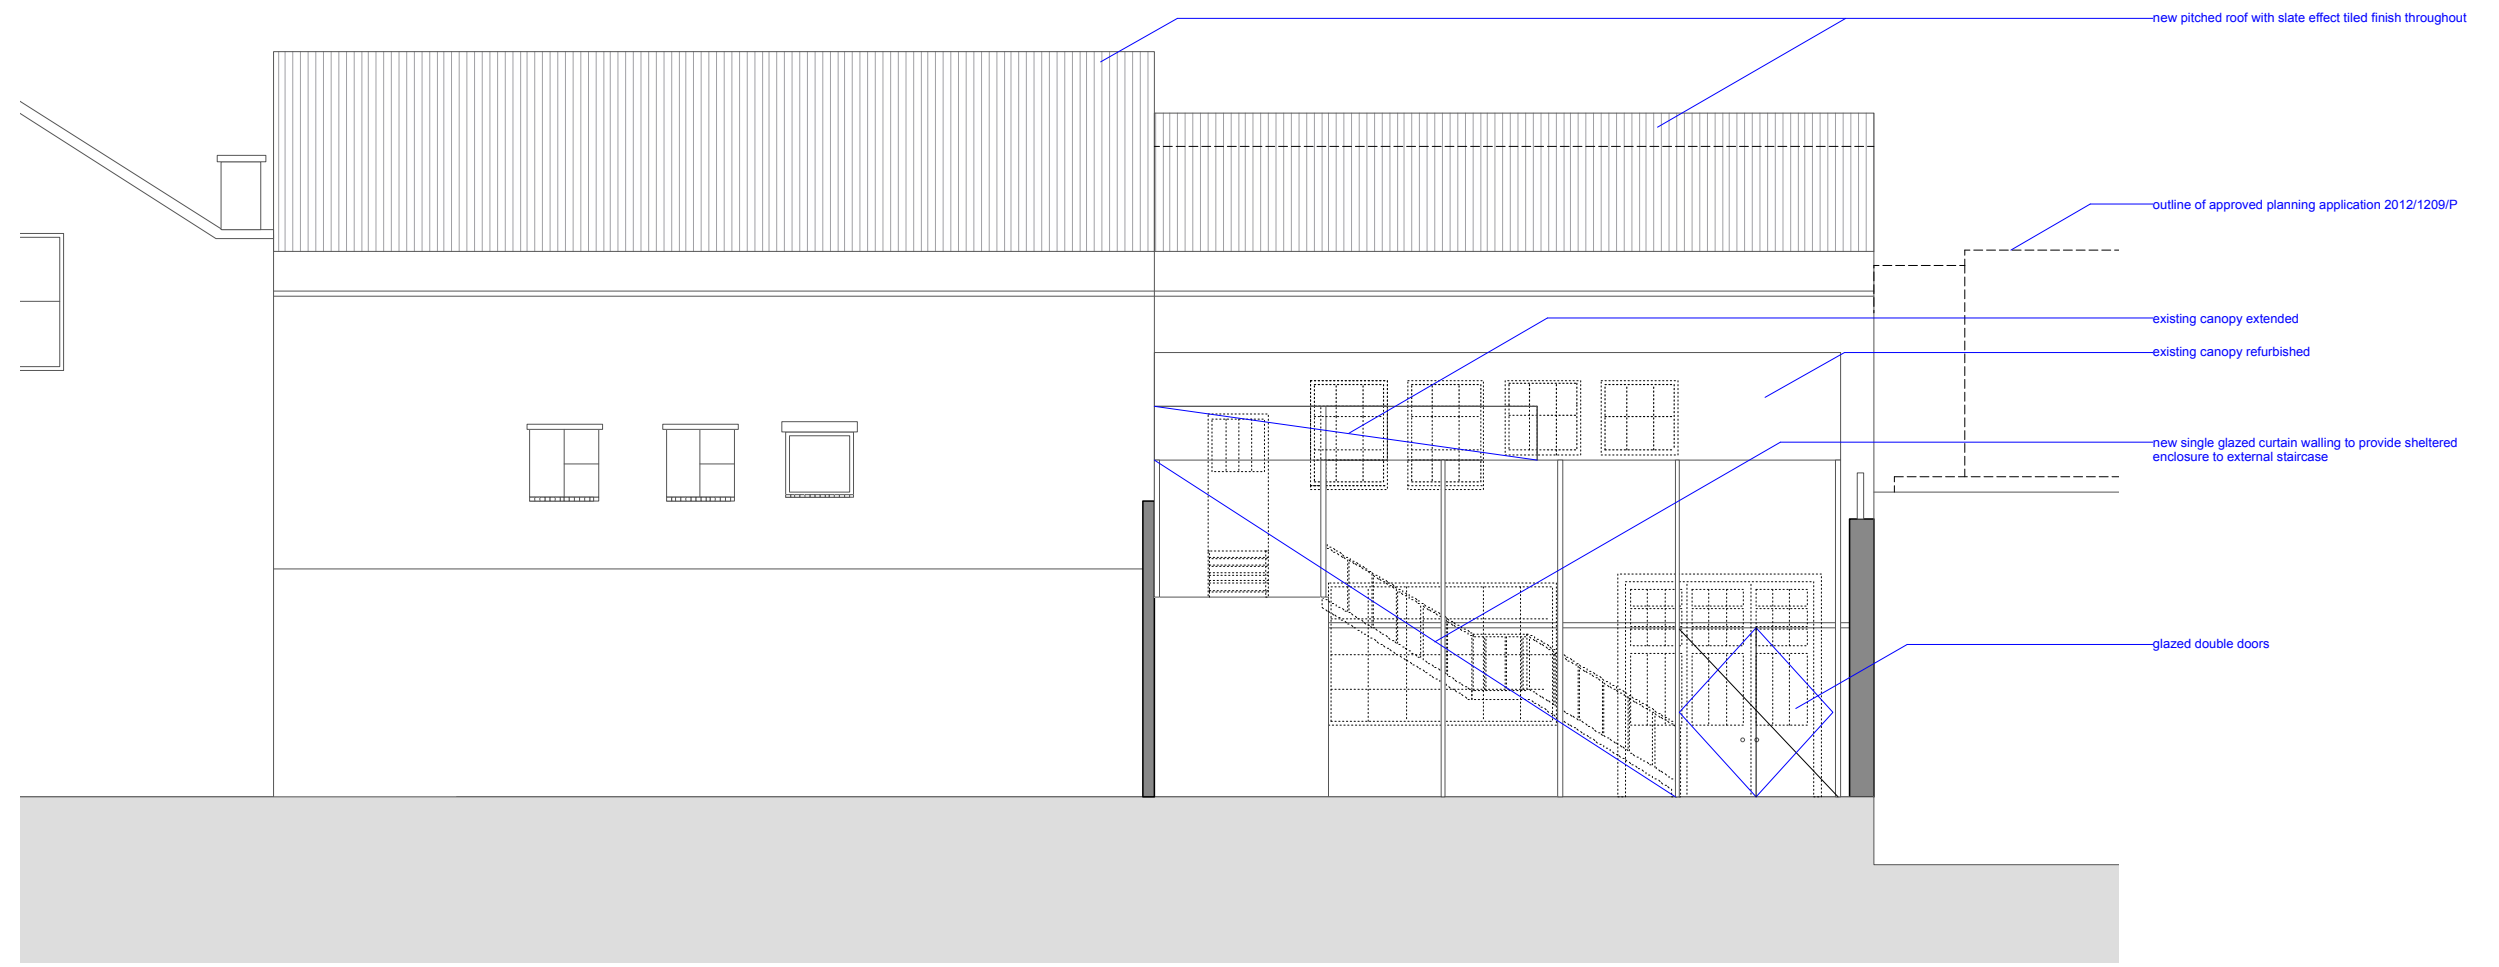 new pitched roof with slate effect tiled finish throughout
outline of approved planning application 2012/1209/P
existing canopy extended
existing canopy refurbished
new single glazed curtain walling to provide sheltered
enclosure to external staircase
glazed double doors